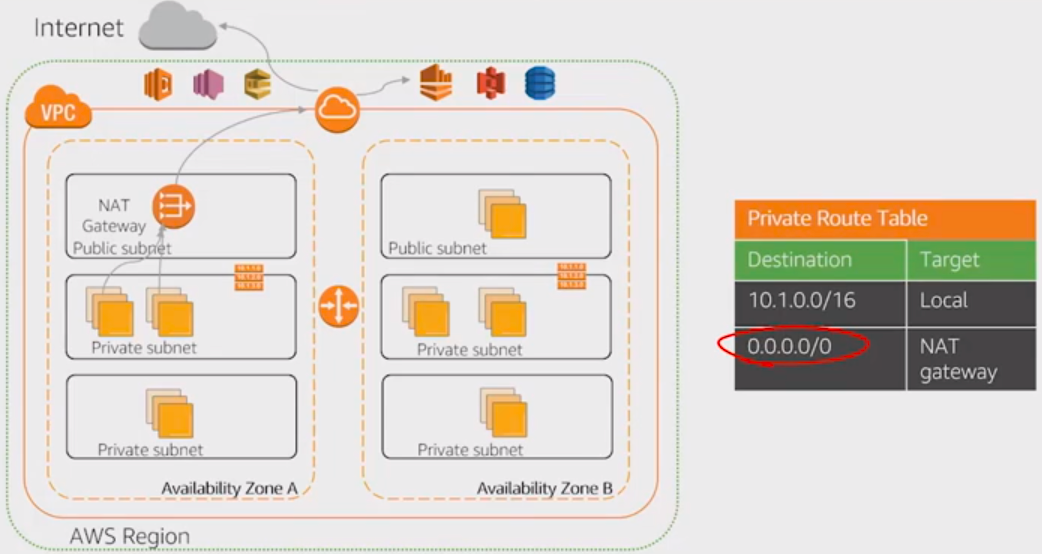 Internet
VPC
NAT
Gateway
Public subnet
Public subnet
Private subnet
Private subnet
Private subnet
Private subnet
Availability Zone A
Availability Zone B
AWS Region
Private Route Table
Destination Target
10.1.0.0/16 Local
0.0.0.0/0 NAT
gateway